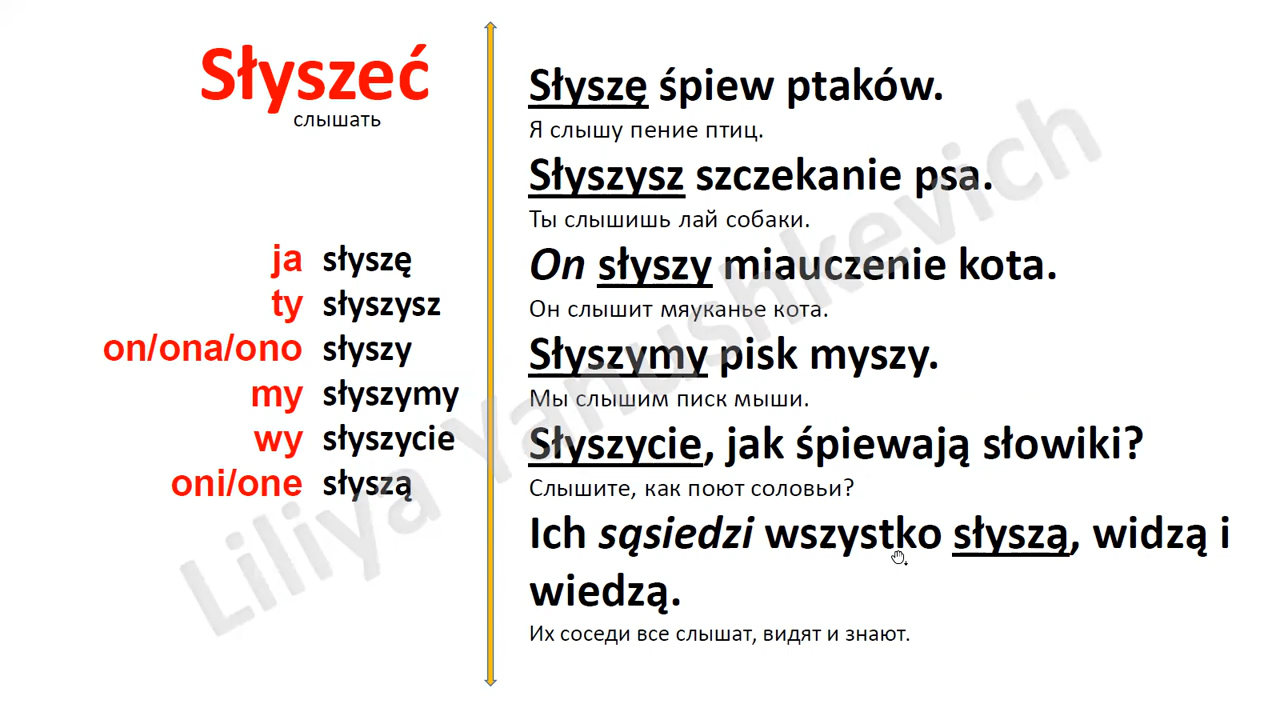 Słyszeć
слышать
ja słyszę
ty słyszysz
on/ona/ono słyszy
my słyszymy
wy słyszycie
oni/one słyszą
Słyszę śpiew ptaków.
Я слышу пение птиц.
Słyszysz szczekanie psa.
Ты слышишь лай собаки.
On słyszy miauczenie kota.
Он слышит мяуканье кота.
Słyszymy pisk myszy.
Мы слышим писк мыши.
Słyszycie, jak śpiewają słowiki?
Слышите, как поют соловьи?
Ich sąsiedzi wszystko słyszą, widzą i
wiedzą.
Их соседи все слышат, видят и знают.
Liliya Yanushkevich